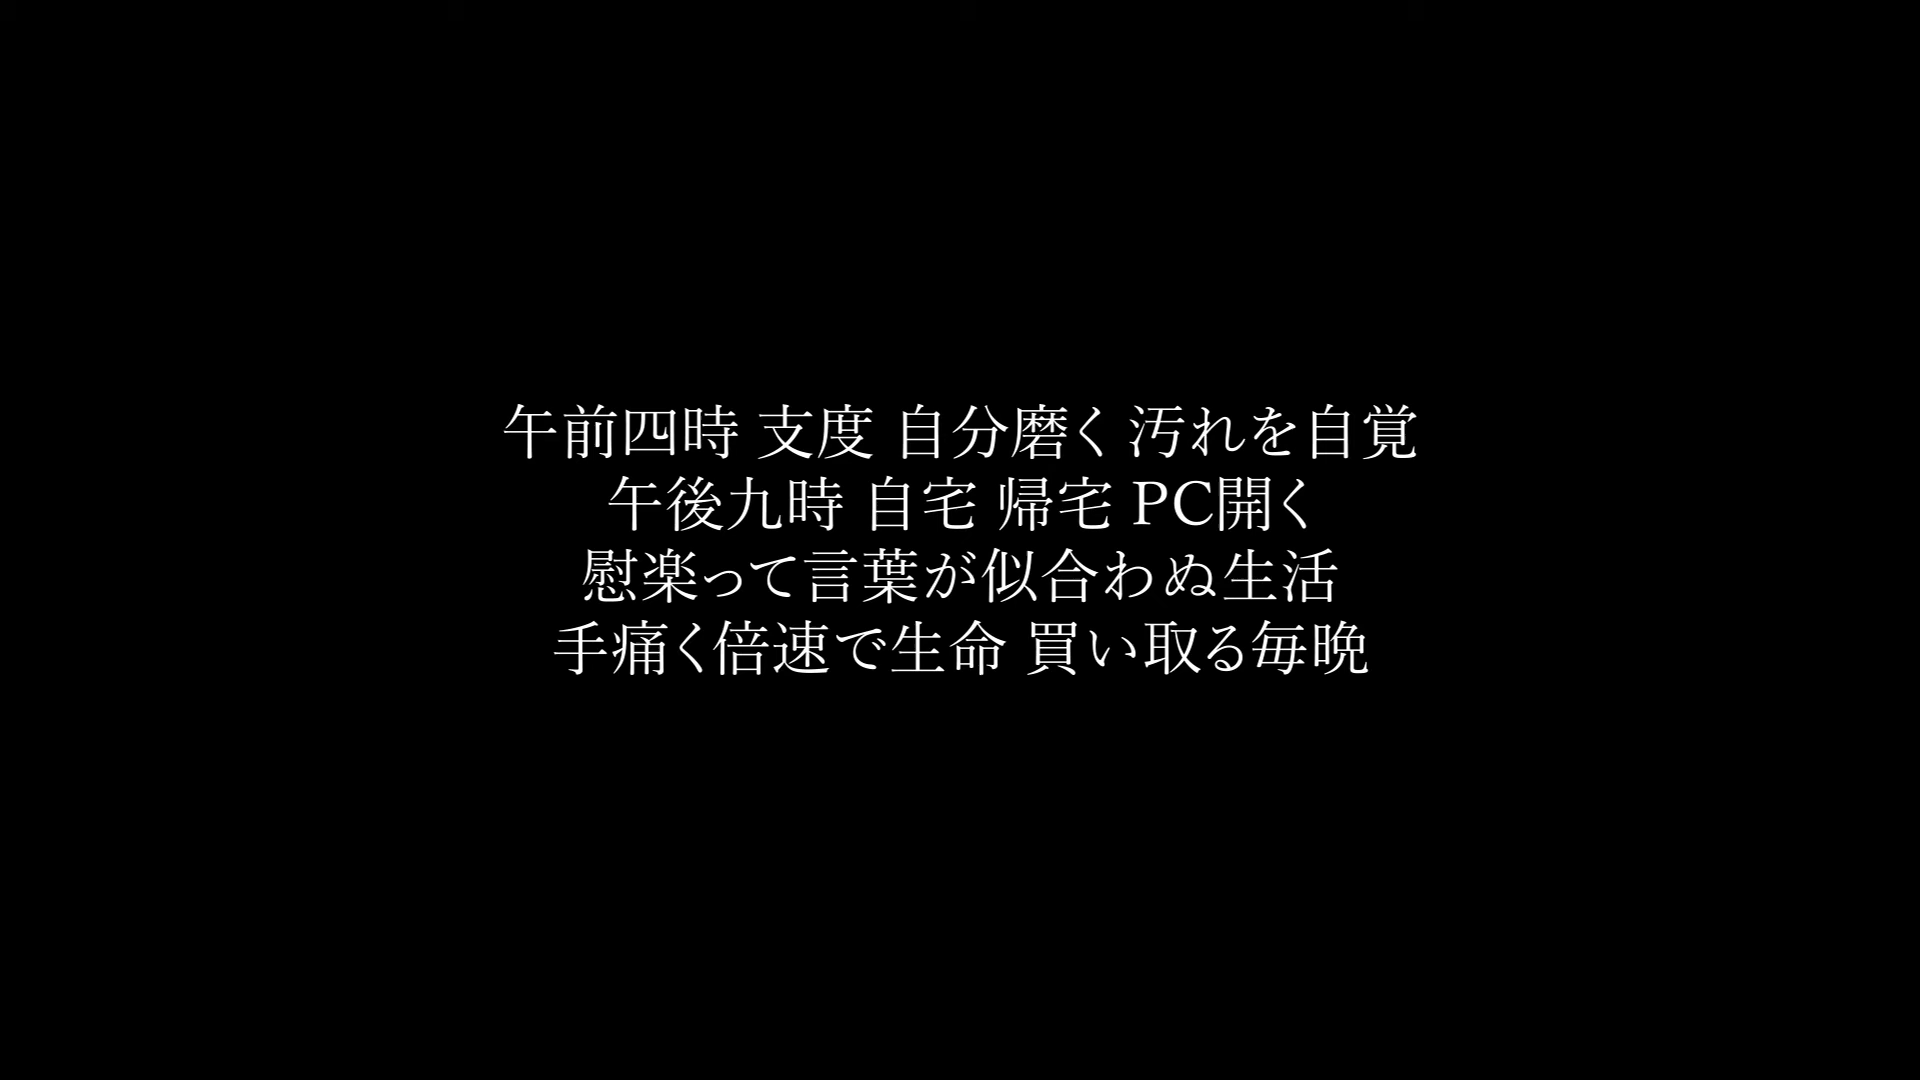 午前四時 支度 自分磨く 汚れを自覚
午後九時 自宅 帰宅 PC開く
慰楽って言葉が似合わぬ生活
手痛く倍速で生命 買い取る毎晩